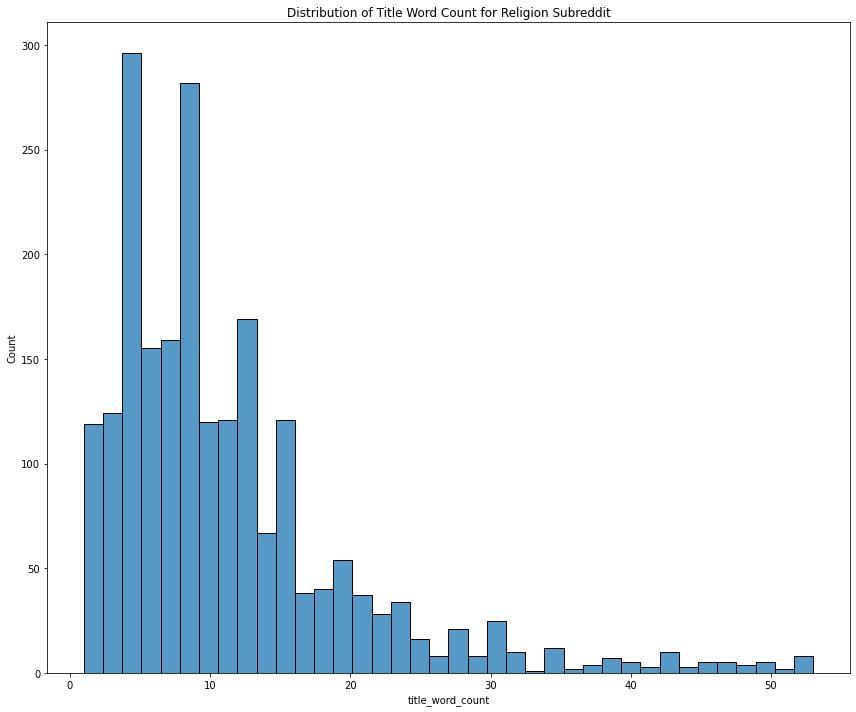 Distribution of Title Word Count for Religion Subreddit
300
250
200
150
100
50
0
Count
0 10 20 30 40 50
title_word_count